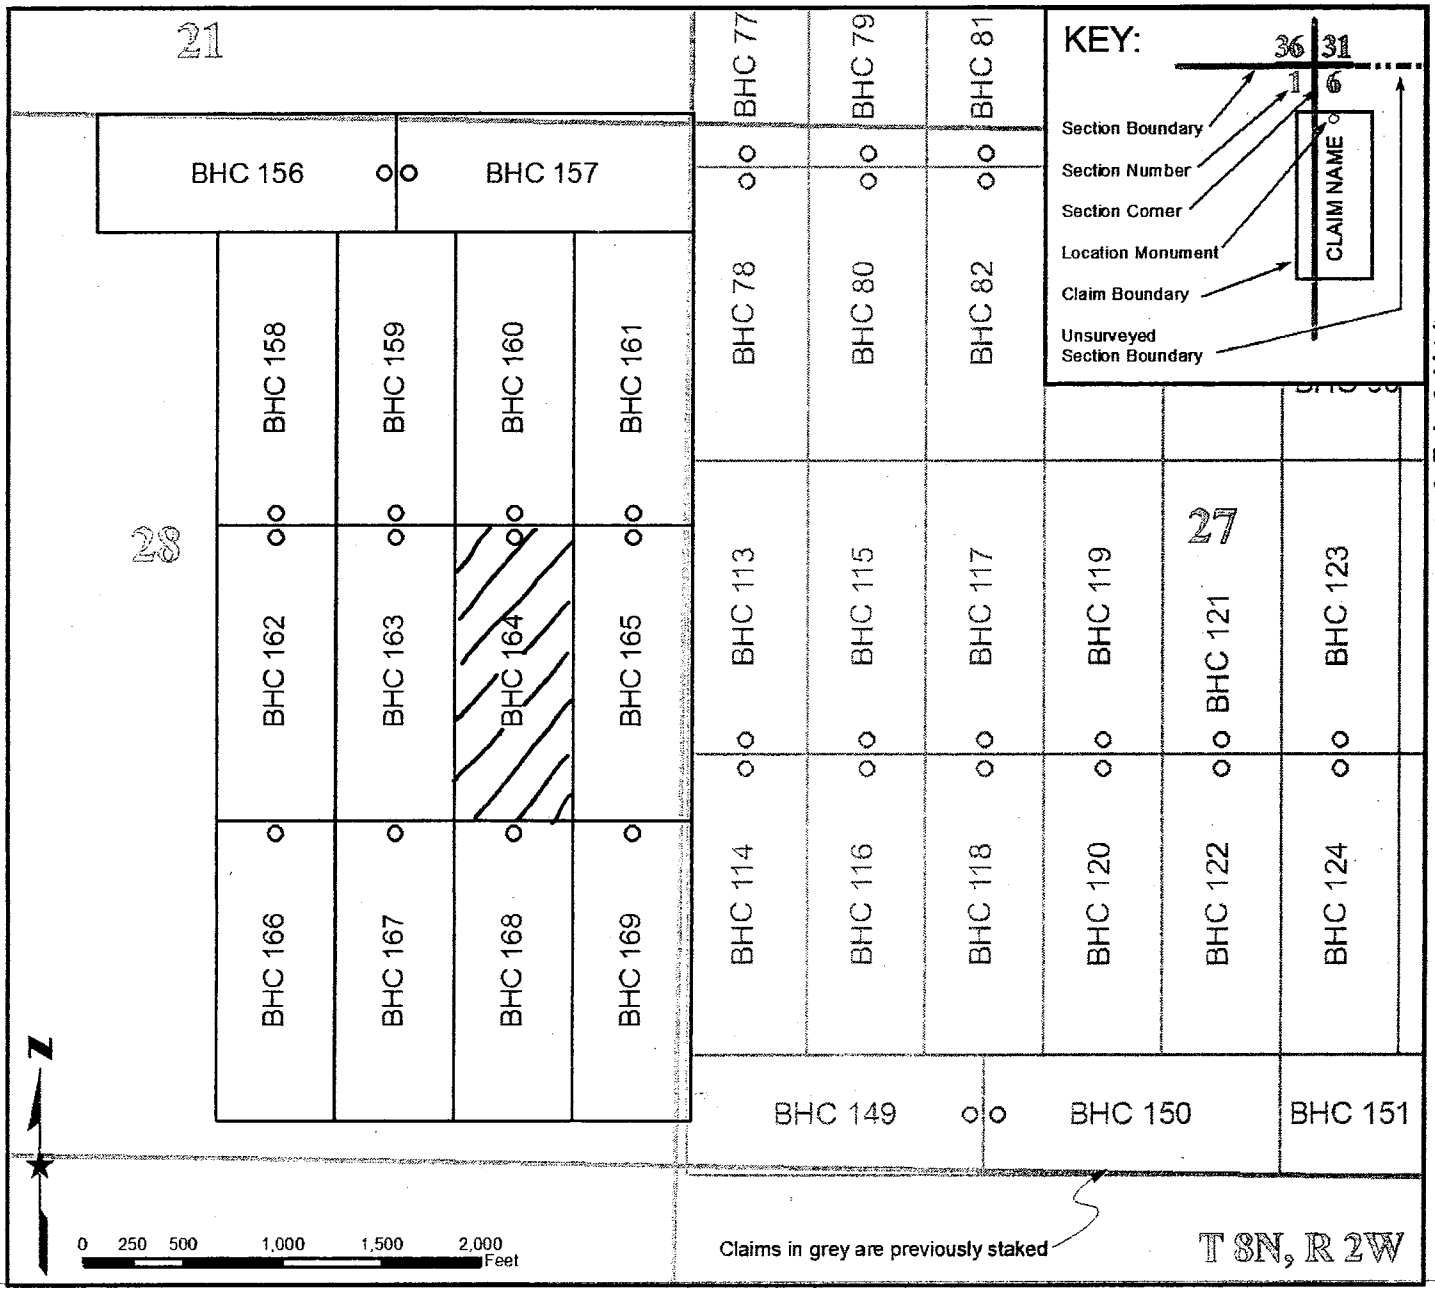 21
BHC 77
BHC 79
BHC 81
KEY:
36 31
1 6
Section Boundary
Section Number
Section Corner
Location Monument
Claim Boundary
Unsurveyed
Section Boundary
CLAIM NAME
BHC 156
BHC 157
BHC 78
BHC 80
BHC 82
BHC 158
BHC 159
BHC 160
BHC 161
28
27
BHC 162
BHC 163
BHC 164
BHC 165
BHC 113
BHC 115
BHC 117
BHC 119
BHC 121
BHC 123
BHC 166
BHC 167
BHC 168
BHC 169
BHC 114
BHC 116
BHC 118
BHC 120
BHC 122
BHC 124
BHC 149
BHC 150
BHC 151
N
0 250 500 1,000 1,500 2,000
Feet
Claims in grey are previously staked
T 8N, R 2W